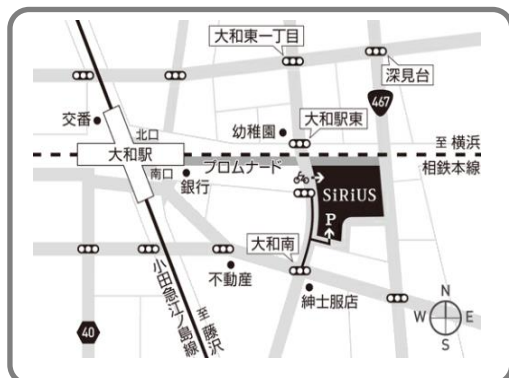 大和東一丁目
深見台
467
交番
北口
幼稚園
大和駅東
至 横浜
大和駅
プロムナード
相鉄本線
南口
銀行
SiRiUS
P
大和南
不動産
紳士服店
小田急江ノ島線
至 藤沢
40
N
W
E
S